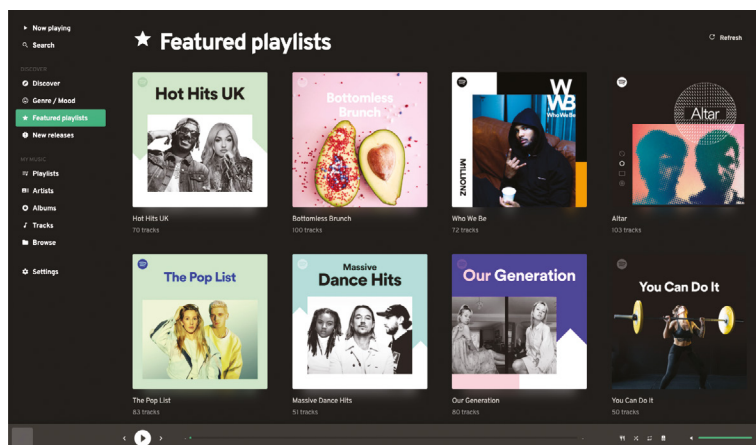 Now playing
Search
DISCOVER
Discover
Genre / Mood
Featured playlists
New releases
MY MUSIC
Playlists
Artists
Albums
Tracks
Browse
Settings
Featured playlists
Refresh
Hot Hits UK
Bottomless
Brunch
W
WB
Who We Be
MILLIONZ
Altar
Hot Hits UK
70 tracks
Bottomless Brunch
100 tracks
Who We Be
72 tracks
Altar
103 tracks
The Pop List
Massive
Dance Hits
Our Generation
You Can Do It
The Pop List
83 tracks
Massive Dance Hits
51 tracks
Our Generation
80 tracks
You Can Do It
50 tracks